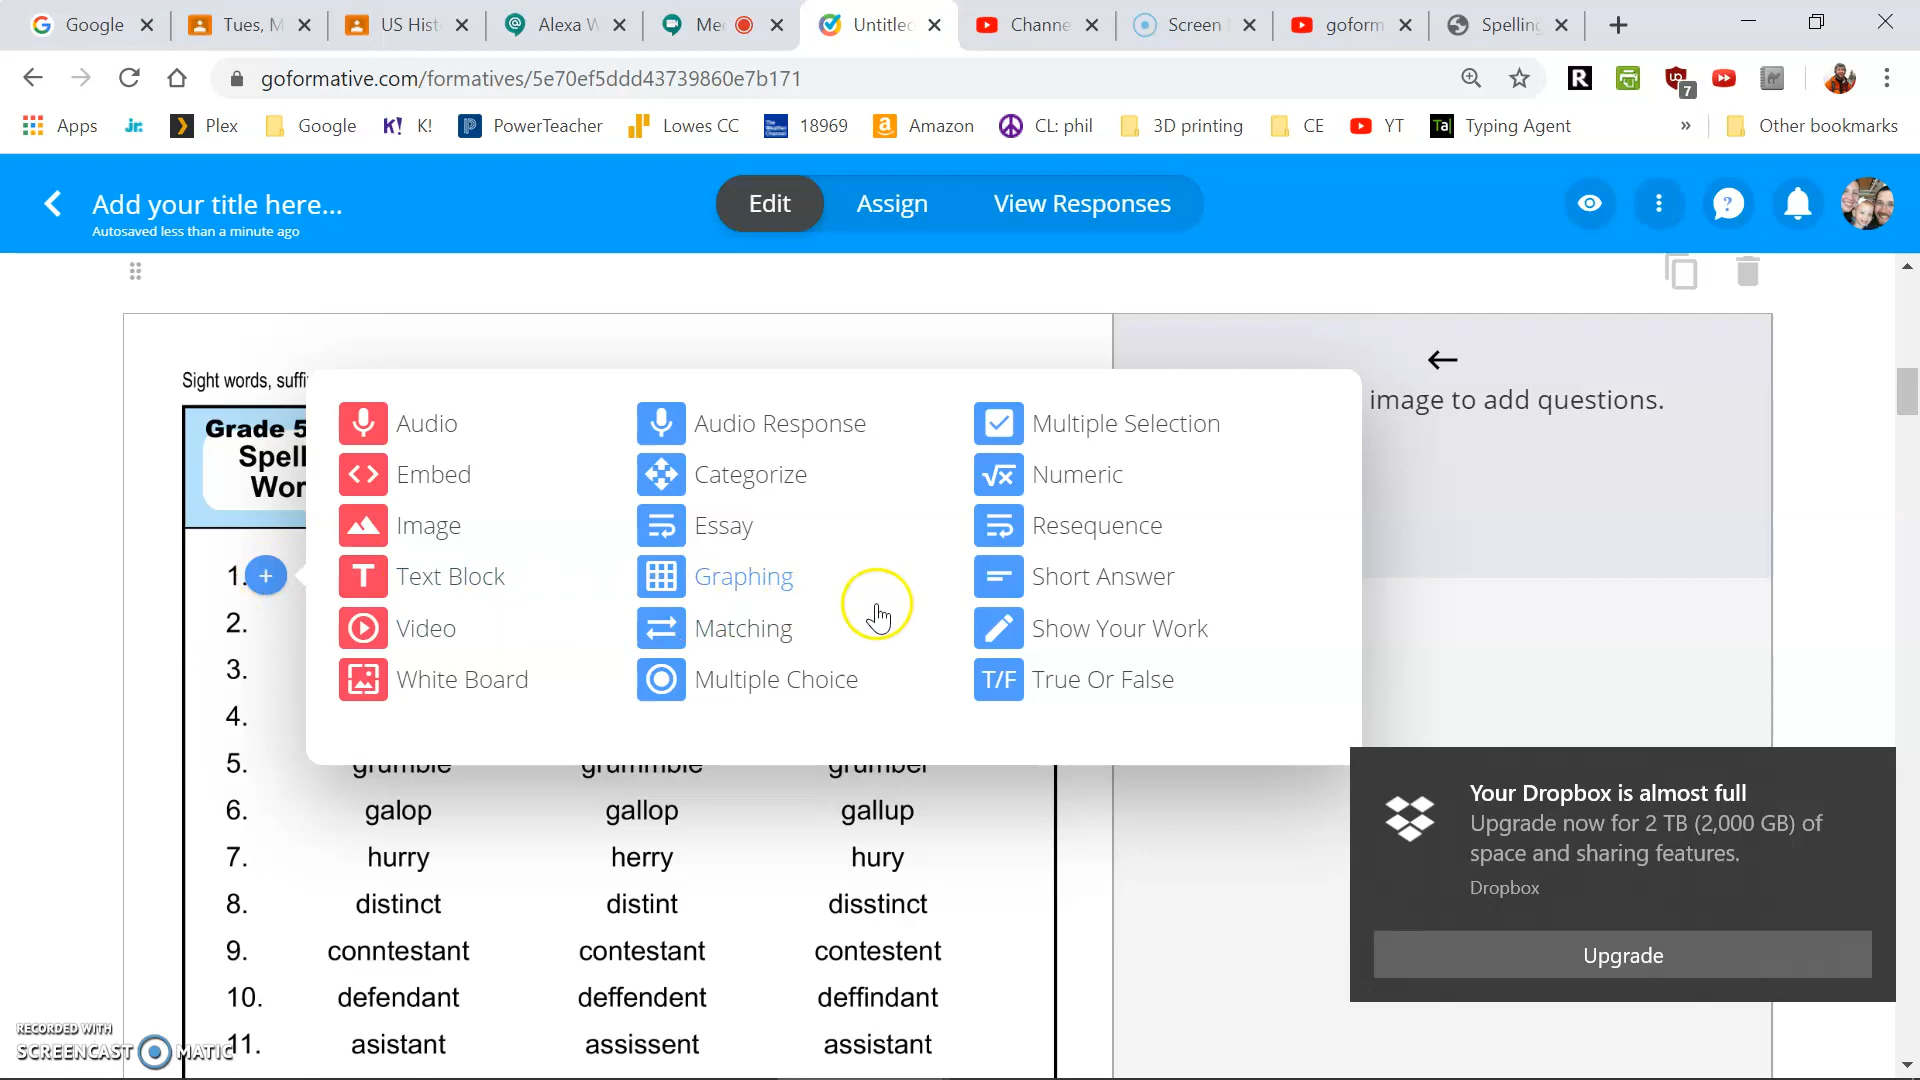 Google
Tues, M
US Hist
Alexa W
Me
Untitled
Channe
Screen
goform
Spelling
goformative.com/formatives/5e70ef5ddd43739860e7b171
R
UO
7
Apps
Jr.
Plex
Google
K!
K!
P
PowerTeacher
Lowes CC
18969
a
Amazon
CL: phil
3D printing
CE
YT
Ta
Typing Agent
»
Other bookmarks
Add your title here...
Autosaved less than a minute ago
Edit
Assign
View Responses
?
Sight words, suffi
Grade 5
Spell
Wor
image to add questions.
Audio
Audio Response
Multiple Selection
Embed
Categorize
√x Numeric
Image
Essay
Resequence
T Text Block
Graphing
Short Answer
Video
Matching
Show Your Work
White Board
Multiple Choice
T/F True Or False
1.
2.
3.
4.
5. grumble grummble grumbel
6. galop gallop gallup
7. hurry herry hury
8. distinct distint disstinct
9. conntestant contestant contestent
10. defendant deffendent deffindant
11. asistant assissent assistant
Your Dropbox is almost full
Upgrade now for 2 TB (2,000 GB) of
space and sharing features.
Dropbox
Upgrade
RECORDED WITH
SCREENCAST MATIC